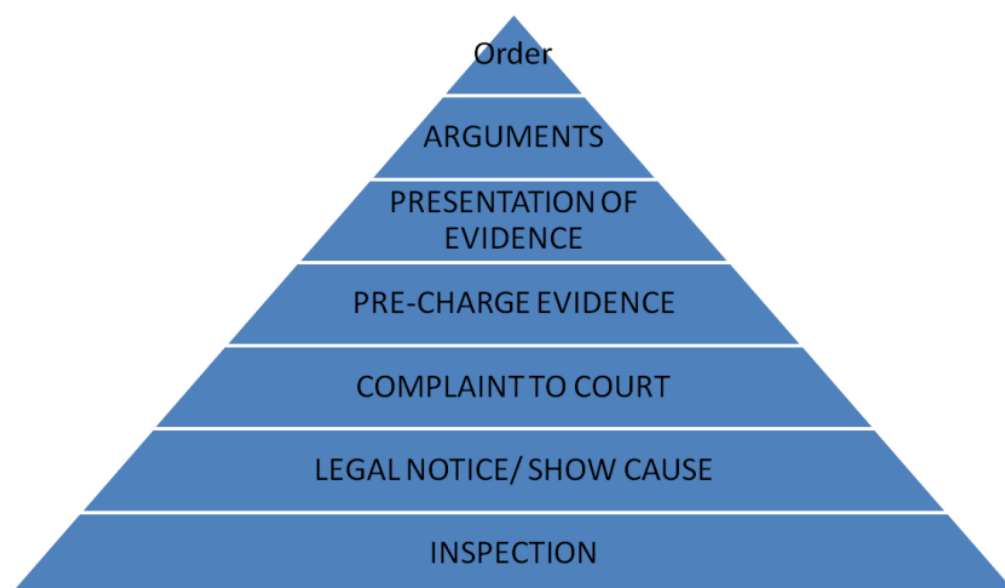 Order
ARGUMENTS
PRESENTATION OF
EVIDENCE
PRE-CHARGE EVIDENCE
COMPLAINT TO COURT
LEGAL NOTICE/ SHOW CAUSE
INSPECTION